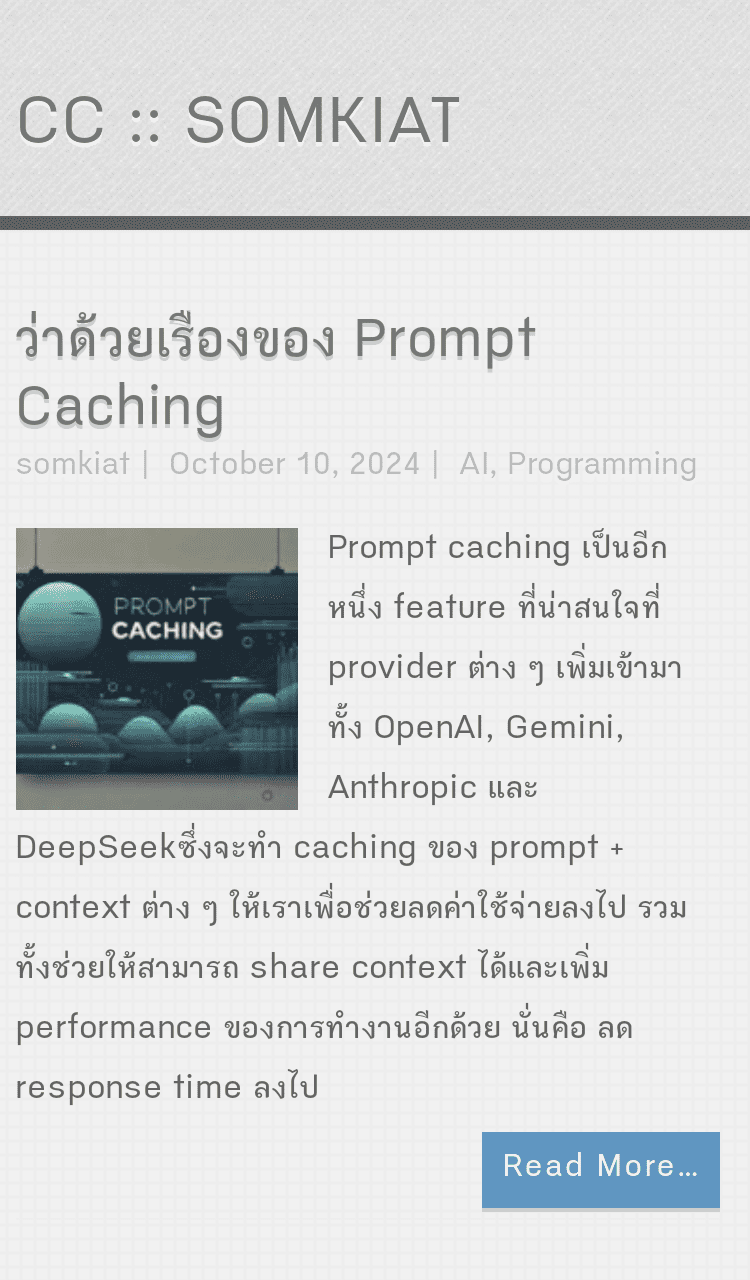 CC :: SOMKIAT
ว่าด้วยเรื่องของ Prompt
Caching
somkiat | October 10, 2024 | AI, Programming
PROMPT
CACHING
Prompt caching เป็นอีก
หนึ่ง feature ที่น่าสนใจที่
provider ต่าง ๆ เพิ่มเข้ามา
ทั้ง OpenAI, Gemini,
Anthropic และ
DeepSeekซึ่งจะทำ caching ของ prompt +
context ต่าง ๆ ให้เราเพื่อช่วยลดค่าใช้จ่ายลงไป รวม
ทั้งช่วยให้สามารถ share context ได้และเพิ่ม
performance ของการทำงานอีกด้วย นั่นคือ ลด
response time ลงไป
Read More…